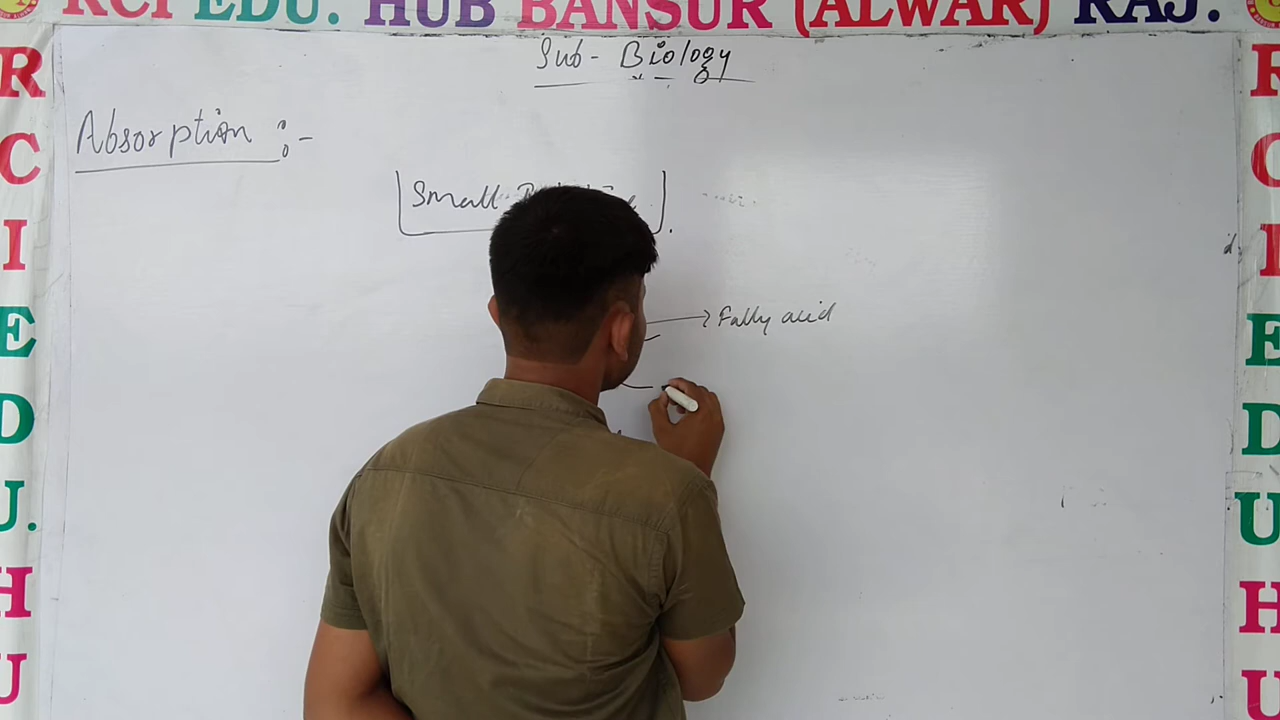 RCI EDU. HUB BANSUR (ALWAR) RAJ.
Sub- Biology
Absorption :-
Small
Fatty acid
R
C
I
E
D
U.
H
U
R
C
I
E
D
U
H
U